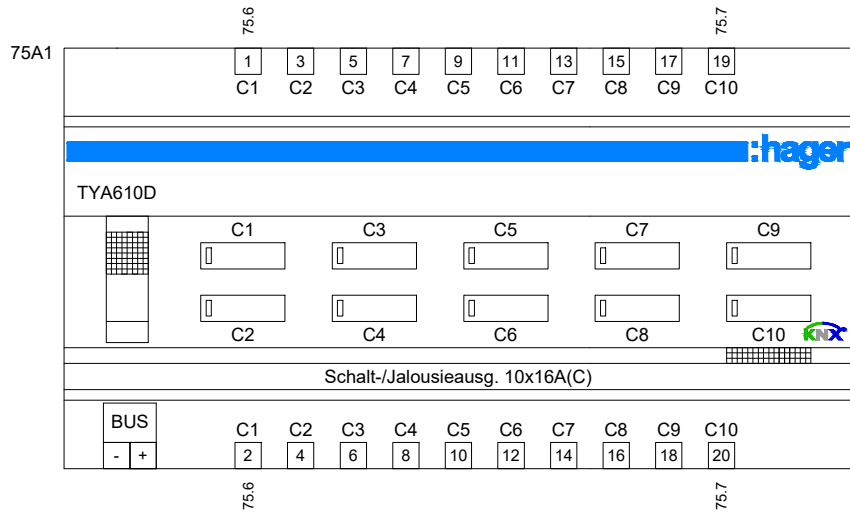 75.6 75.7
75A1
1 3 5 7 9 11 13 15 17 19
C1 C2 C3 C4 C5 C6 C7 C8 C9 C10
:hager
TYA610D
C1 C3 C5 C7 C9
C2 C4 C6 C8 C10 KNX
Schalt-/Jalousieausg. 10x16A(C)
BUS
C1 C2 C3 C4 C5 C6 C7 C8 C9 C10
- + 2 4 6 8 10 12 14 16 18 20
75.6 75.7